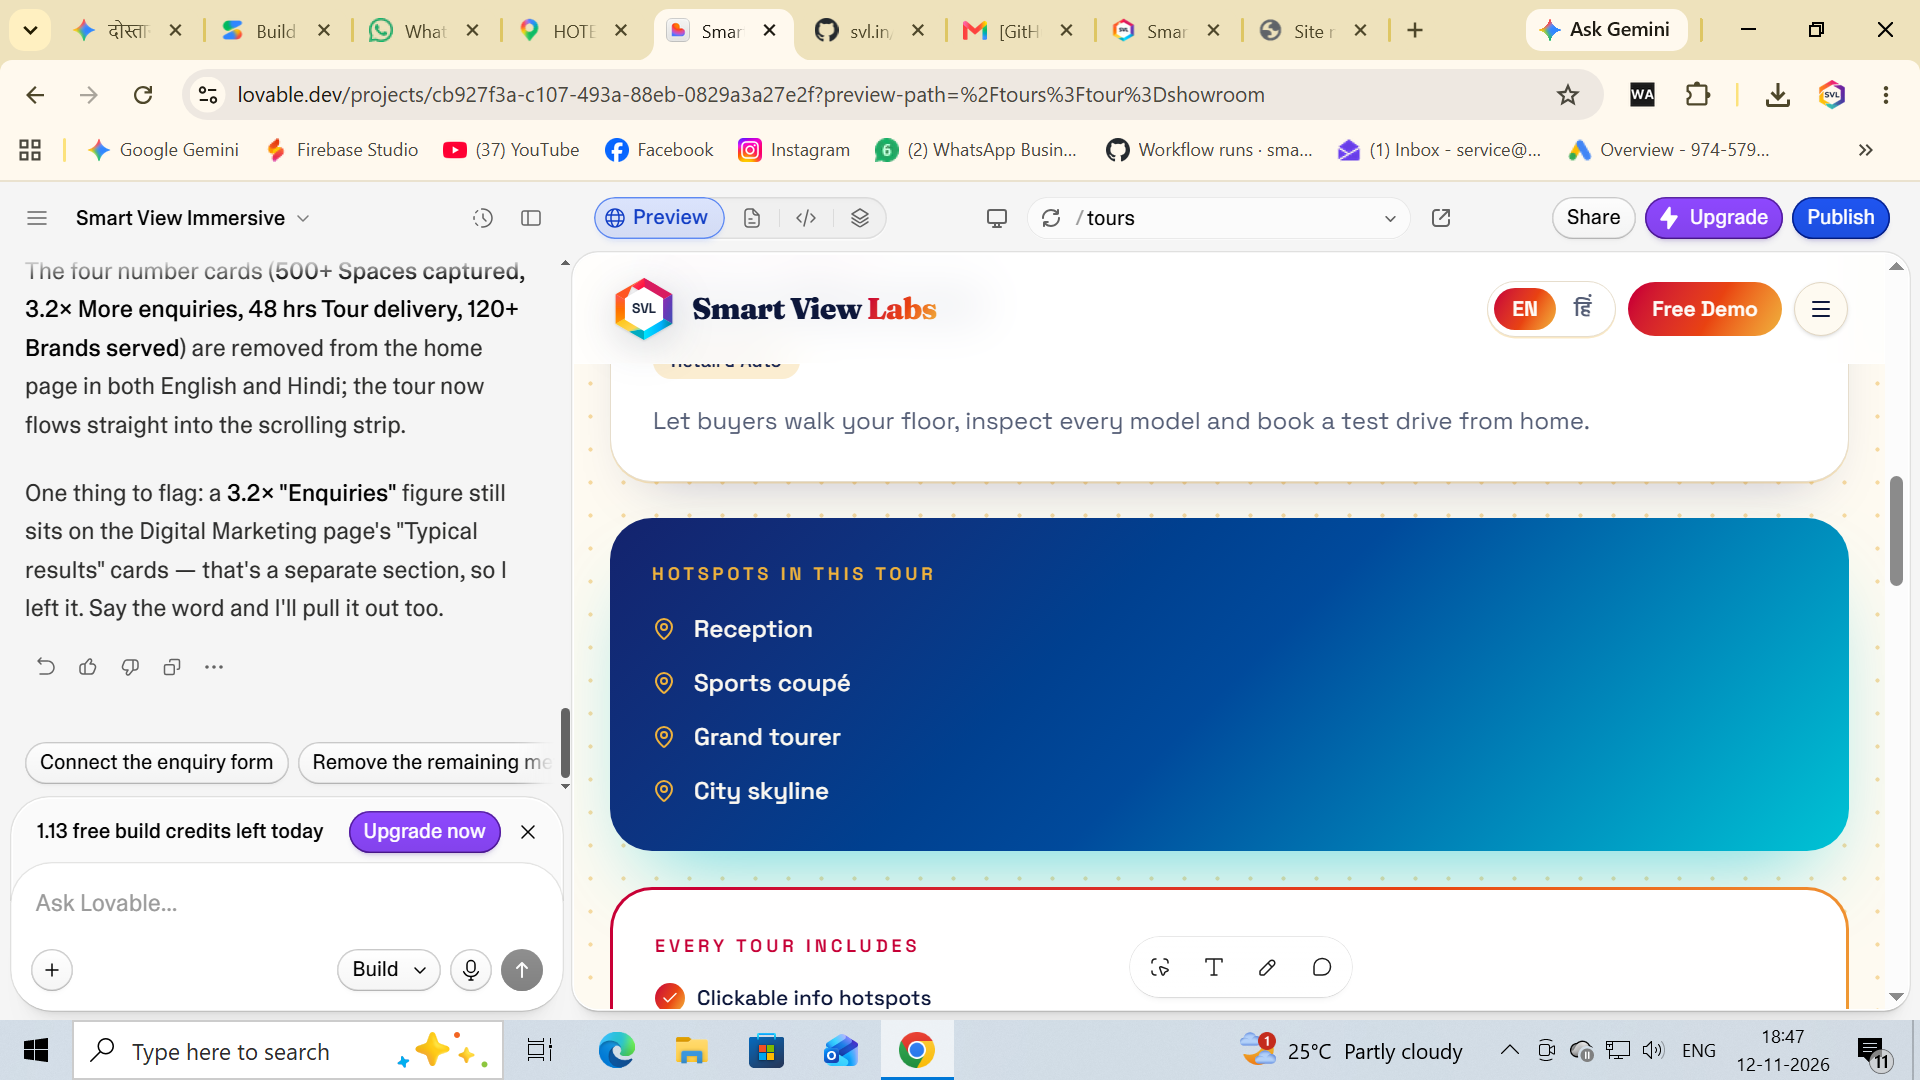 दोस्ता
Build
What
HOTE
Smar
svl.in/
[GitH
Smar
Site r
Ask Gemini
lovable.dev/projects/cb927f3a-c107-493a-88eb-0829a3a27e2f?preview-path=%2Ftours%3Ftour%3Dshowroom
WA
SVL
Google Gemini
Firebase Studio
(37) YouTube
Facebook
Instagram
6
(2) WhatsApp Busin...
Workflow runs · sma...
(1) Inbox - service@...
Overview - 974-579...
Smart View Immersive
The four number cards (500+ Spaces captured,
3.2× More enquiries, 48 hrs Tour delivery, 120+
Brands served) are removed from the home
page in both English and Hindi; the tour now
flows straight into the scrolling strip.
One thing to flag: a 3.2× "Enquiries" figure still
sits on the Digital Marketing page's "Typical
results" cards — that's a separate section, so I
left it. Say the word and I'll pull it out too.
Connect the enquiry form
Remove the remaining me
1.13 free build credits left today
Upgrade now
Ask Lovable...
Build
Preview
/tours
Share
Upgrade
Publish
SVL
Smart View Labs
EN
हिं
Free Demo
Retail & Auto
Let buyers walk your floor, inspect every model and book a test drive from home.
HOTSPOTS IN THIS TOUR
Reception
Sports coupé
Grand tourer
City skyline
EVERY TOUR INCLUDES
Clickable info hotspots
Type here to search
1
25°C Partly cloudy
ENG
18:47
12-11-2026
11